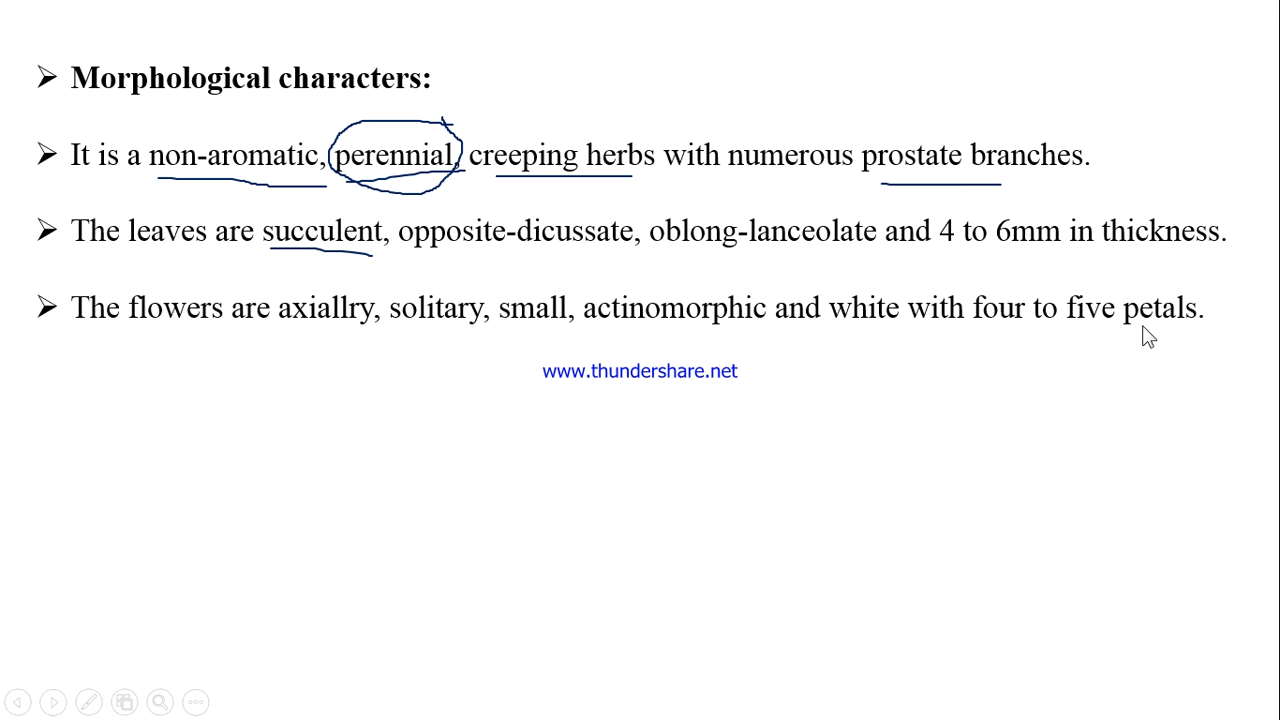 Morphological characters:
It is a non-aromatic, perennial, creeping herbs with numerous prostate branches.
The leaves are succulent, opposite-dicussate, oblong-lanceolate and 4 to 6mm in thickness.
The flowers are axiallry, solitary, small, actinomorphic and white with four to five petals.
www.thundershare.net